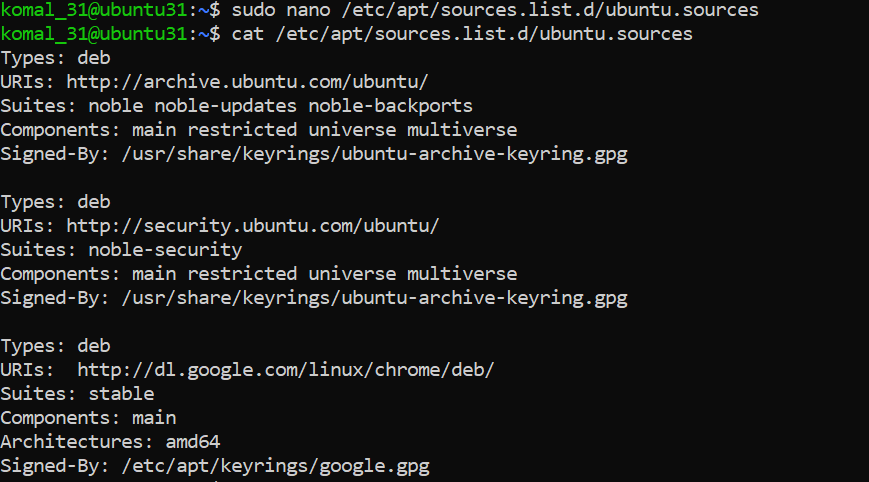 komal_31@ubuntu31:~$ sudo nano /etc/apt/sources.list.d/ubuntu.sources
komal_31@ubuntu31:~$ cat /etc/apt/sources.list.d/ubuntu.sources
Types: deb
URIs: http://archive.ubuntu.com/ubuntu/
Suites: noble noble-updates noble-backports
Components: main restricted universe multiverse
Signed-By: /usr/share/keyrings/ubuntu-archive-keyring.gpg

Types: deb
URIs: http://security.ubuntu.com/ubuntu/
Suites: noble-security
Components: main restricted universe multiverse
Signed-By: /usr/share/keyrings/ubuntu-archive-keyring.gpg

Types: deb
URIs:  http://dl.google.com/linux/chrome/deb/
Suites: stable
Components: main
Architectures: amd64
Signed-By: /etc/apt/keyrings/google.gpg